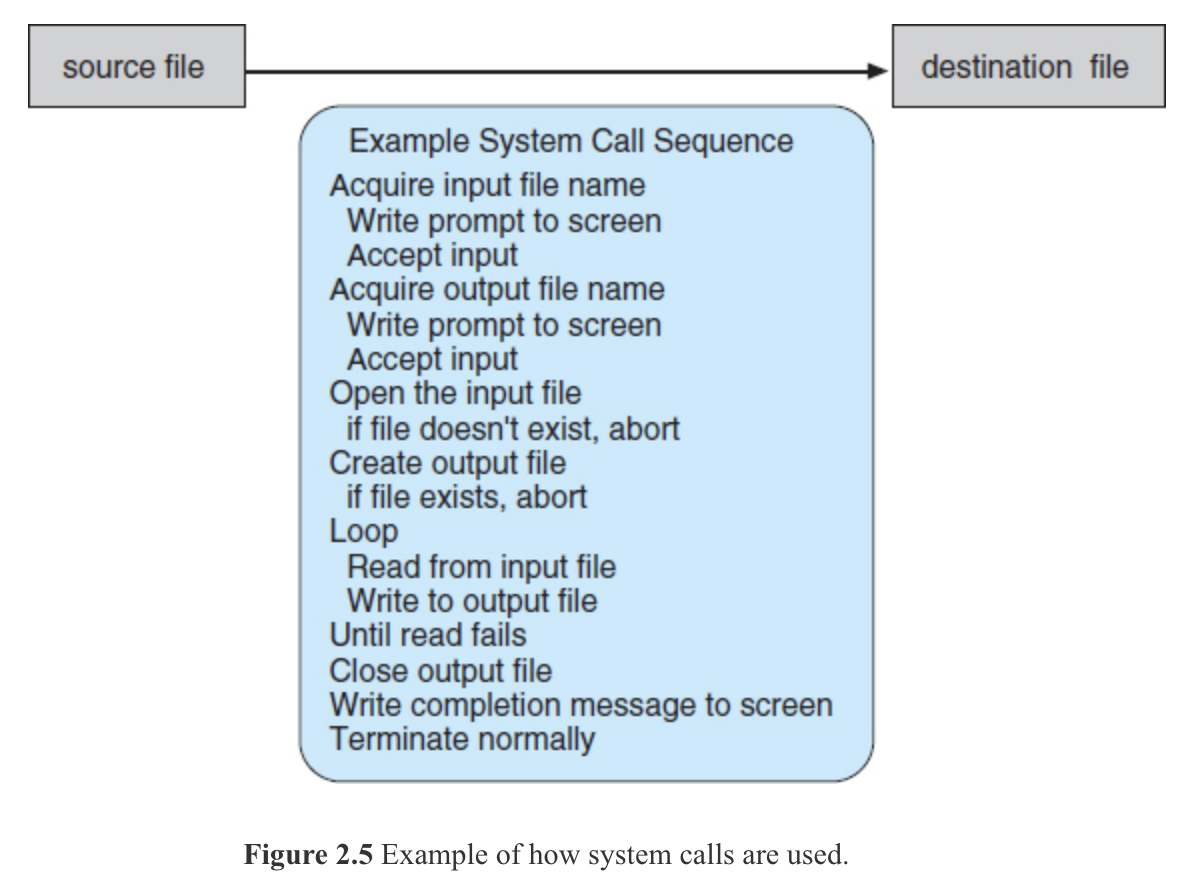 source file
destination file
Example System Call Sequence
Acquire input file name
Write prompt to screen
Accept input
Acquire output file name
Write prompt to screen
Accept input
Open the input file
if file doesn't exist, abort
Create output file
if file exists, abort
Loop
Read from input file
Write to output file
Until read fails
Close output file
Write completion message to screen
Terminate normally
Figure 2.5 Example of how system calls are used.